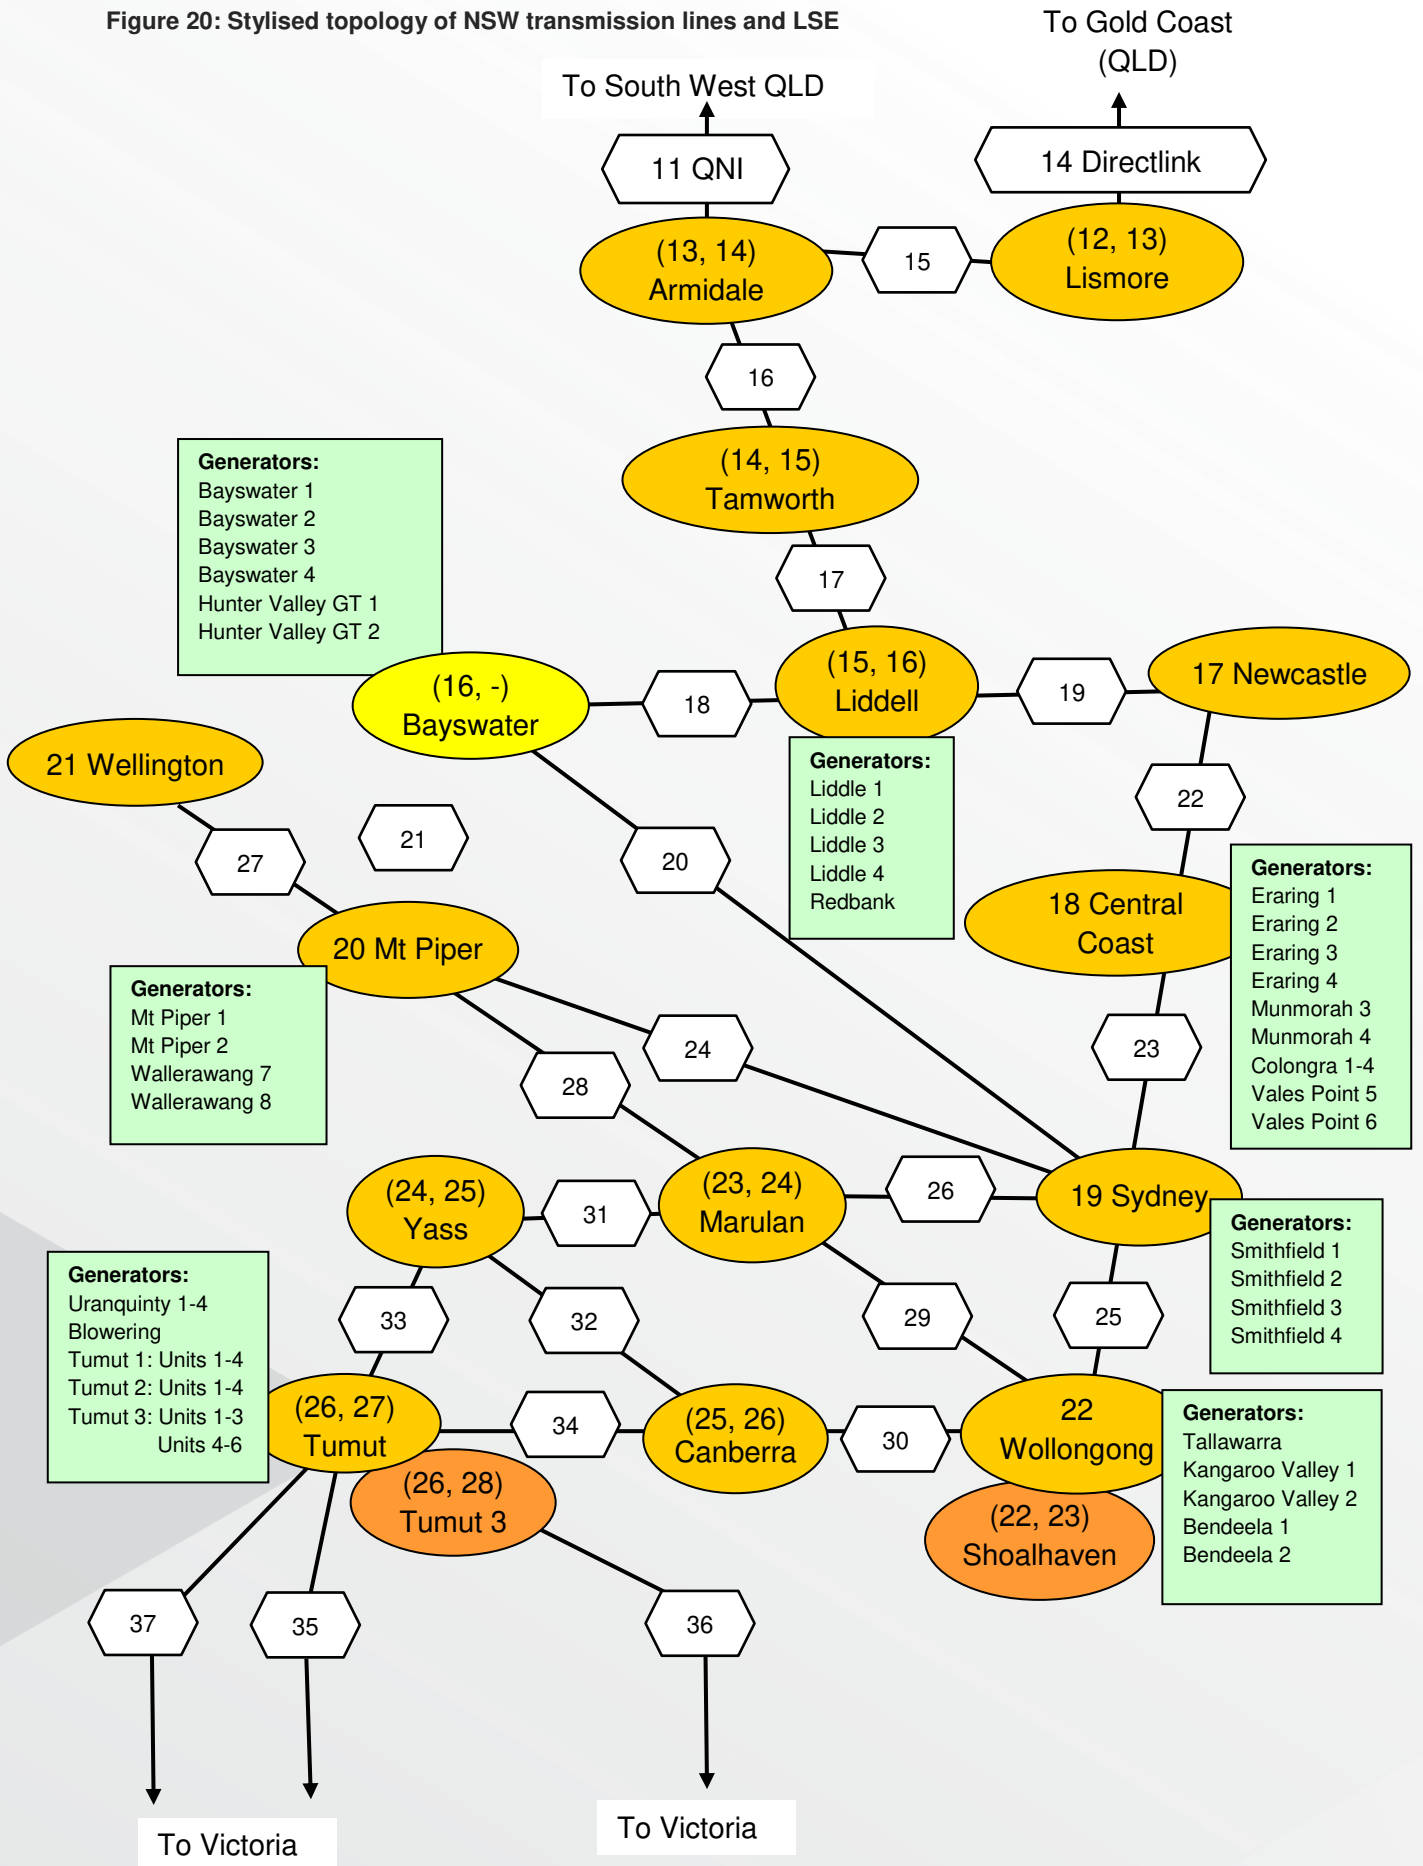 Figure 20: Stylised topology of NSW transmission lines and LSE
To Gold Coast
(QLD)
To South West QLD
11 QNI
14 Directlink
(13, 14)
Armidale
15
(12, 13)
Lismore
16
(14, 15)
Tamworth
Generators:
Bayswater 1
Bayswater 2
Bayswater 3
Bayswater 4
Hunter Valley GT 1
Hunter Valley GT 2
17
(16, -)
Bayswater
18
(15, 16)
Liddell
19
17 Newcastle
21 Wellington
Generators:
Liddle 1
Liddle 2
Liddle 3
Liddle 4
Redbank
22
27
21
20
18 Central
Coast
Generators:
Eraring 1
Eraring 2
Eraring 3
Eraring 4
Munmorah 3
Munmorah 4
Colongra 1-4
Vales Point 5
Vales Point 6
20 Mt Piper
Generators:
Mt Piper 1
Mt Piper 2
Wallerawang 7
Wallerawang 8
24
23
28
(24, 25)
Yass
31
(23, 24)
Marulan
26
19 Sydney
Generators:
Smithfield 1
Smithfield 2
Smithfield 3
Smithfield 4
Generators:
Uranquinty 1-4
Blowering
Tumut 1: Units 1-4
Tumut 2: Units 1-4
Tumut 3: Units 1-3
Units 4-6
33
32
29
25
(26, 27)
Tumut
34
(25, 26)
Canberra
30
22
Wollongong
Generators:
Tallawarra
Kangaroo Valley 1
Kangaroo Valley 2
Bendeela 1
Bendeela 2
(26, 28)
Tumut 3
(22, 23)
Shoalhaven
37
35
36
To Victoria
To Victoria